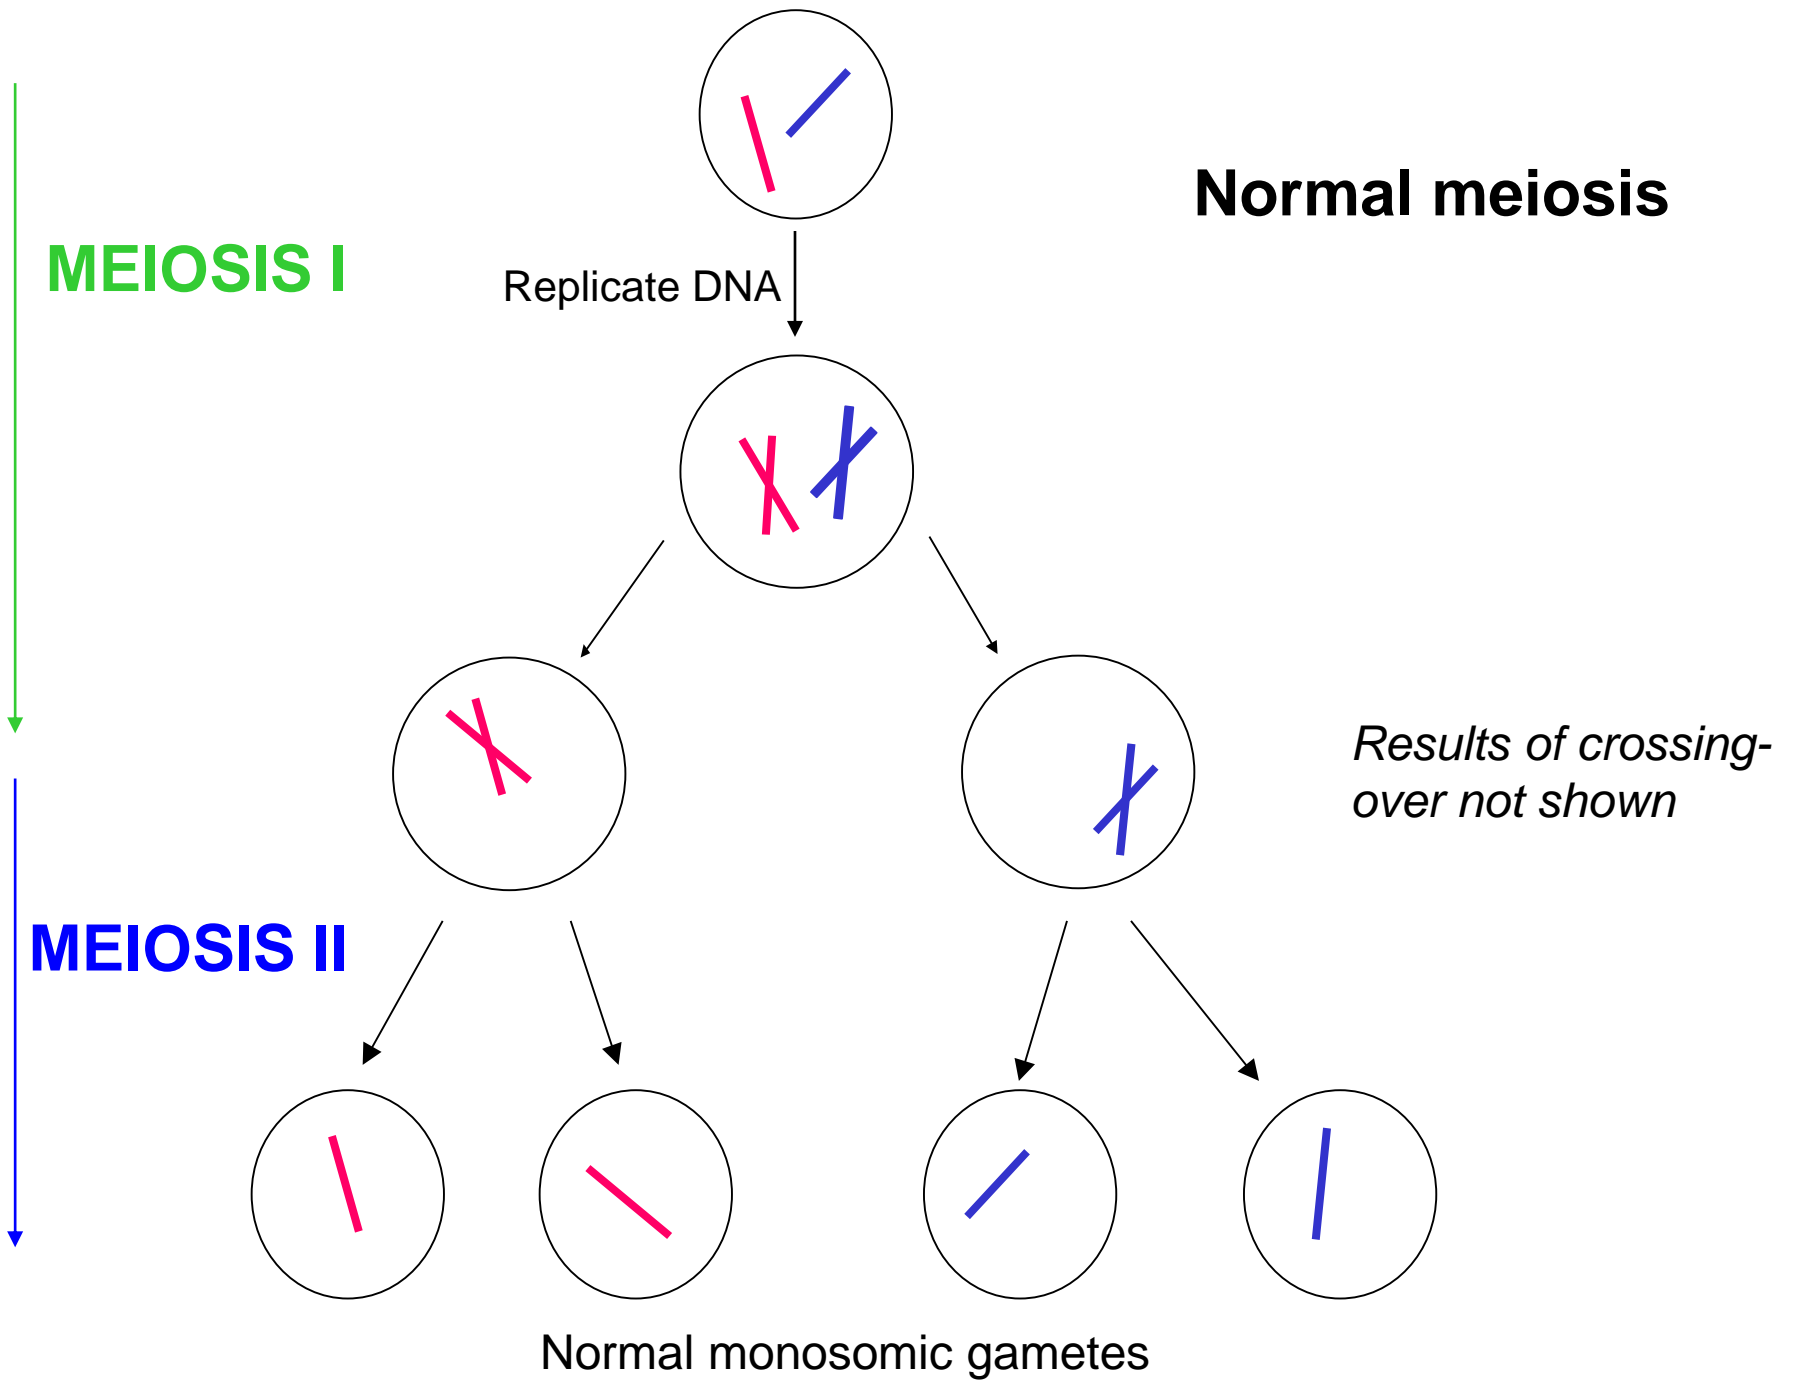 Normal meiosis
MEIOSIS I
Replicate DNA
Results of crossing-
over not shown
MEIOSIS II
Normal monosomic gametes